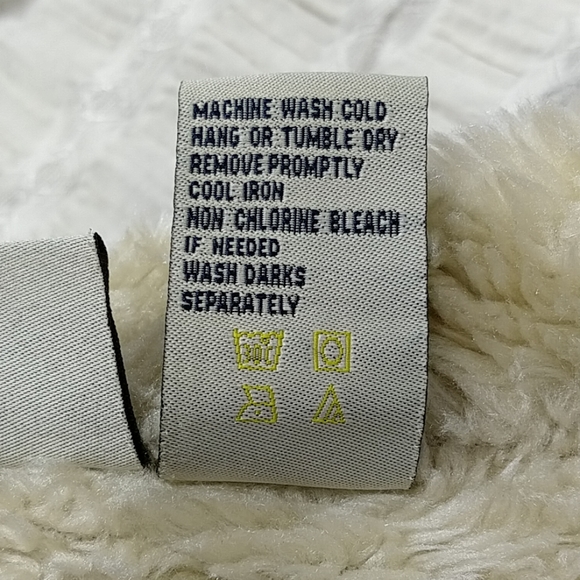 MACHINE WASH COLD
HANG OR TUMBLE DRY
REMOVE PROMPTLY
COOL IRON
NON CHLORINE BLEACH
IF NEEDED
WASH DARKS
SEPARATELY
30C